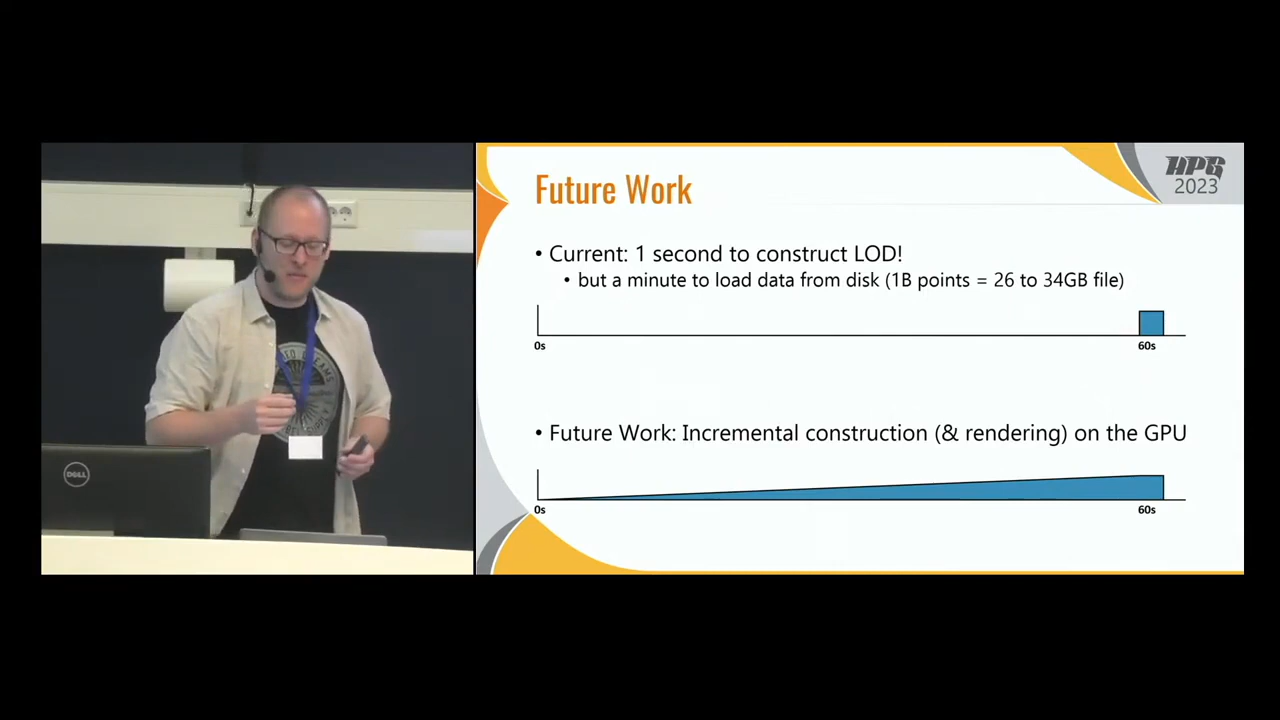 HPG
2023
Future Work
• Current: 1 second to construct LOD!
• but a minute to load data from disk (1B points = 26 to 34GB file)
0s
60s
• Future Work: Incremental construction (& rendering) on the GPU
0s
60s
DELL